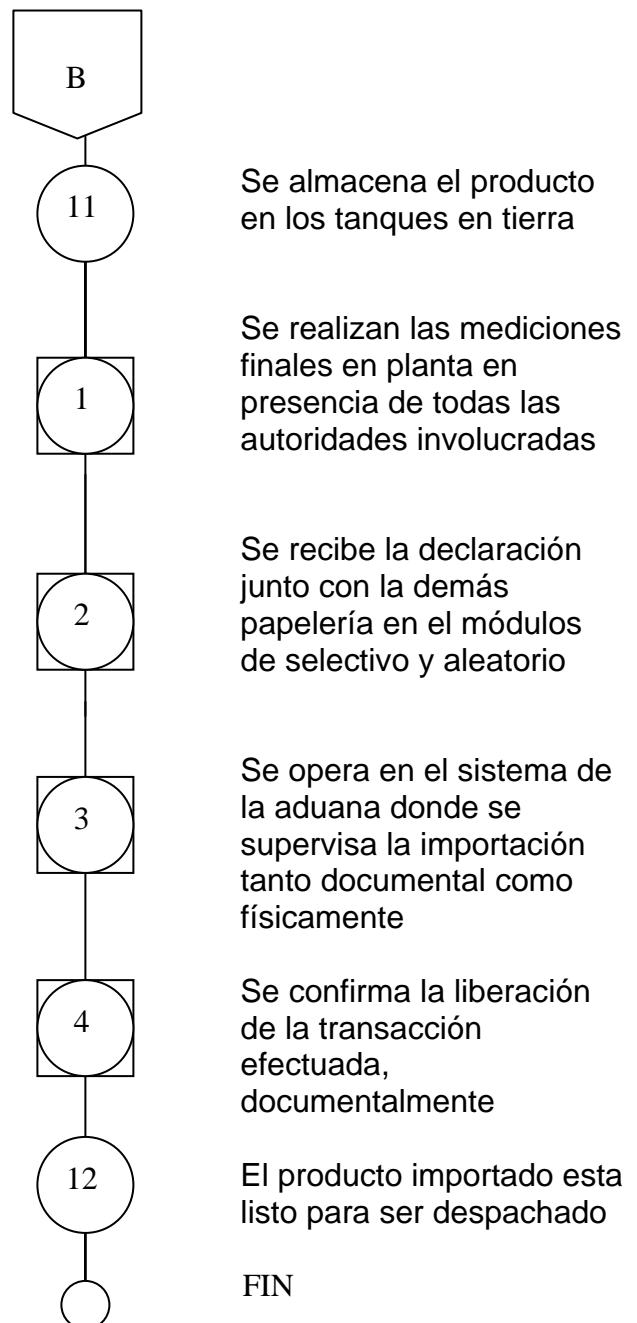 B
11
Se almacena el producto
en los tanques en tierra
1
Se realizan las mediciones
finales en planta en
presencia de todas las
autoridades involucradas
2
Se recibe la declaración
junto con la demás
papelería en el módulos
de selectivo y aleatorio
3
Se opera en el sistema de
la aduana donde se
supervisa la importación
tanto documental como
físicamente
4
Se confirma la liberación
de la transacción
efectuada,
documentalmente
12
El producto importado esta
listo para ser despachado
FIN